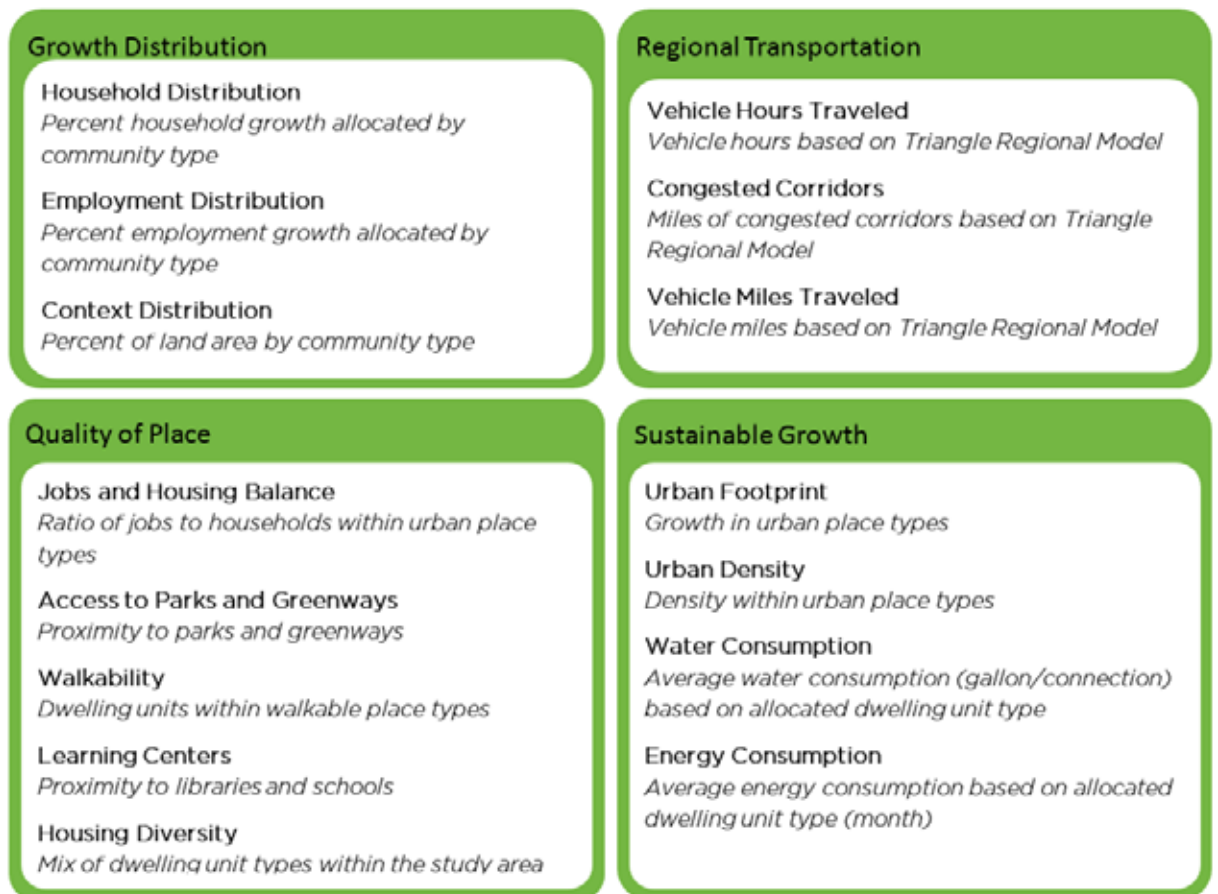 Growth Distribution
Household Distribution
Percent household growth allocated by
community type
Employment Distribution
Percent employment growth allocated by
community type
Context Distribution
Percent of land area by community type
Regional Transportation
Vehicle Hours Traveled
Vehicle hours based on Triangle Regional Model
Congested Corridors
Miles of congested corridors based on Triangle
Regional Model
Vehicle Miles Traveled
Vehicle miles based on Triangle Regional Model
Quality of Place
Jobs and Housing Balance
Ratio of jobs to households within urban place
types
Access to Parks and Greenways
Proximity to parks and greenways
Walkability
Dwelling units within walkable place types
Learning Centers
Proximity to libraries and schools
Housing Diversity
Mix of dwelling unit types within the study area
Sustainable Growth
Urban Footprint
Growth in urban place types
Urban Density
Density within urban place types
Water Consumption
Average water consumption (gallon/connection)
based on allocated dwelling unit type
Energy Consumption
Average energy consumption based on allocated
dwelling unit type (month)